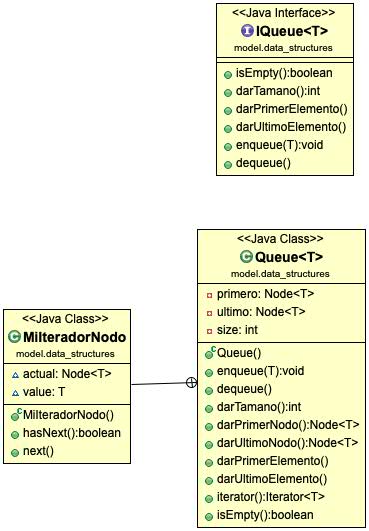 <<Java Interface>>
IQueue<T>
model.data_structures
isEmpty():boolean
darTamano():int
darPrimerElemento()
darUltimoElemento()
enqueue(T):void
dequeue()
<<Java Class>>
Queue<T>
model.data_structures
primero: Node<T>
ultimo: Node<T>
size: int
Queue()
enqueue(T):void
dequeue()
darTamano():int
darPrimerNodo():Node<T>
darUltimoNodo():Node<T>
darPrimerElemento()
darUltimoElemento()
iterator():Iterator<T>
isEmpty():boolean
<<Java Class>>
MiIteradorNodo
model.data_structures
actual: Node<T>
value: T
MiIteradorNodo()
hasNext():boolean
next()